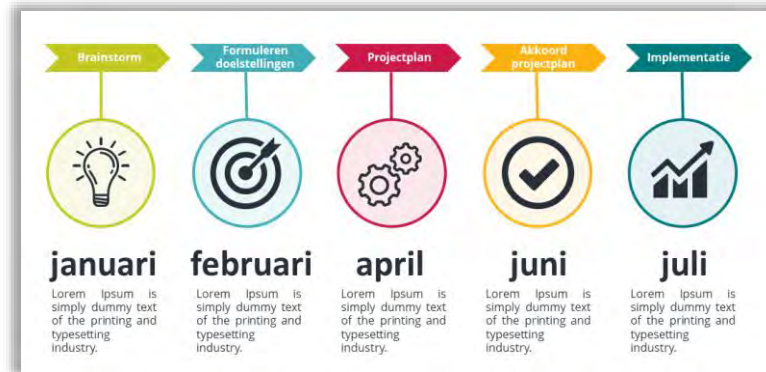 Brainstorm
Formuleren
doelstellingen
Projectplan
Akkoord
projectplan
Implementatie
januari
Lorem Ipsum is
simply dummy text
of the printing and
typesetting
industry.
februari
Lorem Ipsum is
simply dummy text
of the printing and
typesetting
industry.
april
Lorem Ipsum is
simply dummy text
of the printing and
typesetting
industry.
juni
Lorem Ipsum is
simply dummy text
of the printing and
typesetting
industry.
juli
Lorem Ipsum is
simply dummy text
of the printing and
typesetting
industry.